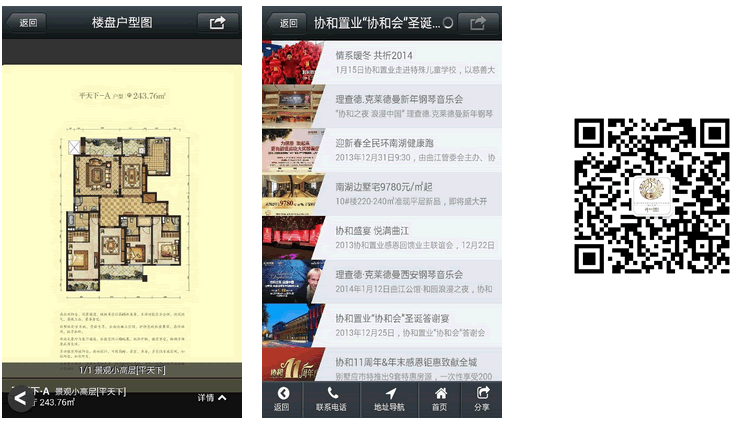 返回
楼盘户型图
平天下-A 户型 243.76㎡
1/1 景观小高层[平天下]
天下-A 景观小高层[平天下]
厅 243.76㎡
详情
返回
协和置业“协和会”圣诞...
情系暖冬 共祈2014
1月15日协和置业走进特殊儿童学校，以慈善大
理查德.克莱德曼新年钢琴音乐会
“协和之夜 浪漫中国” 理查德.克莱德曼新年钢琴
迎新春全民环南湖健康跑
2013年12月31日9:30，由曲江管委会主办、协
南湖边墅宅9780元/㎡起
10#楼220-240㎡准现平层新品，即将盛大开
9780
协和盛宴 悦满曲江
2013协和置业感恩回馈业主联谊会，12月22日
理查德·克莱德曼西安钢琴音乐会
2014年1月12日曲江公馆·和园浪漫之夜，协和
协和置业“协和会”圣诞答谢宴
2013年12月25日，协和置业“协和会”答谢会
协和11周年&年末感恩钜惠致献全城
别墅应市特推出9套特惠房源，一次性享受200
协和11周年
返回
联系电话
地址导航
首页
分享